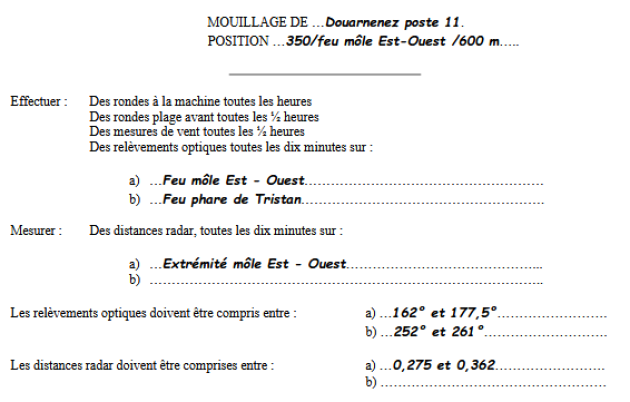 MOUILLAGE DE …Douarnenez poste 11.
POSITION …350/feu môle Est-Ouest /600 m…..
Effectuer : Des rondes à la machine toutes les heures
Des rondes plage avant toutes les ½ heures
Des mesures de vent toutes les ½ heures
Des relèvements optiques toutes les dix minutes sur :
a) …Feu môle Est - Ouest………………………………………………
b) …Feu phare de Tristan………………………………………………
Mesurer : Des distances radar, toutes les dix minutes sur :
a) …Extrémité môle Est - Ouest……………………………………...
b) ……………………………………………………………………………..
Les relèvements optiques doivent être compris entre : a) …162° et 177,5°…………………….
b) …252° et 261°……………………….
Les distances radar doivent être comprises entre : a) …0,275 et 0,362…………………….
b) ……………………………………………